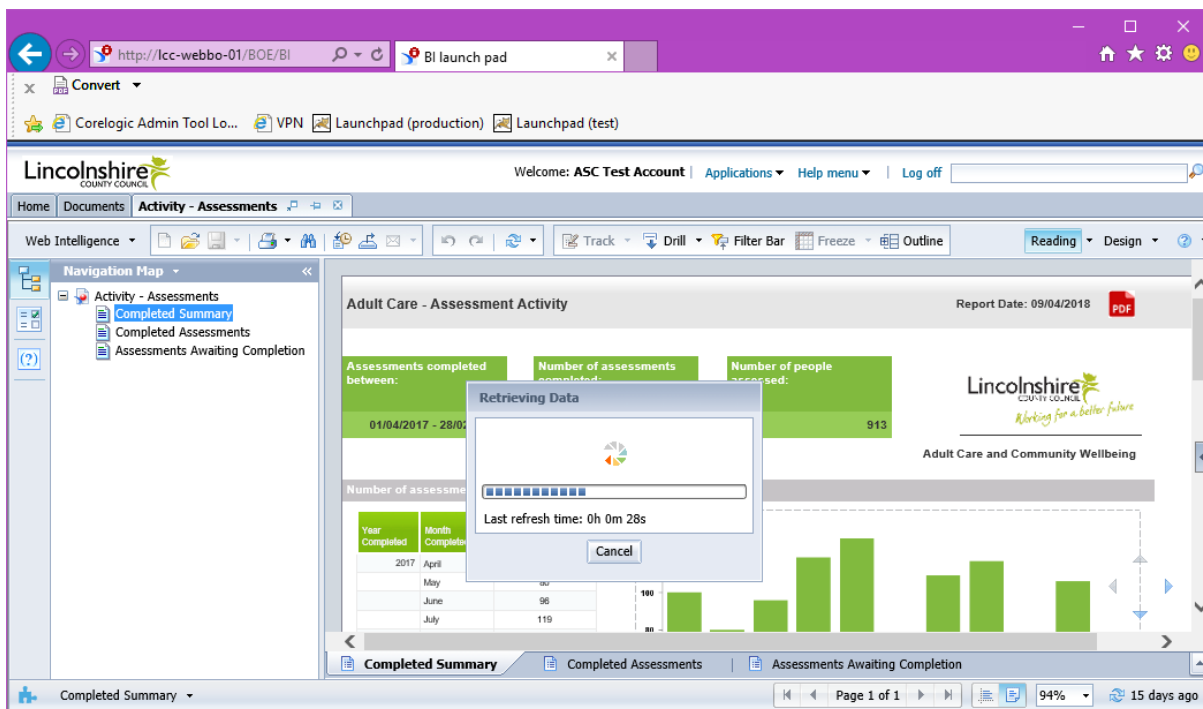 http://lcc-webbo-01/BOE/BI
BI launch pad
Convert
Corelogic Admin Tool Lo... VPN Launchpad (production) Launchpad (test)
Lincolnshire
COUNTY COUNCIL
Welcome: ASC Test Account | Applications Help menu | Log off
Home Documents Activity - Assessments
Web Intelligence Track Drill Filter Bar Freeze Outline Reading Design
Navigation Map
Activity - Assessments
Completed Summary
Completed Assessments
Assessments Awaiting Completion
Adult Care - Assessment Activity
Report Date: 09/04/2018
PDF
Assessments completed between:
Number of assessments completed:
Number of people assessed:
01/04/2017 - 28/02
913
Lincolnshire
COUNTY COUNCIL
Working for a better future
Adult Care and Community Wellbeing
Retrieving Data
Last refresh time: 0h 0m 28s
Cancel
Number of assessme
Year Completed
Month
2017 April
May
June 96
July 119
100
80
Completed Summary Completed Assessments | Assessments Awaiting Completion
Completed Summary
Page 1 of 1
94%
15 days ago